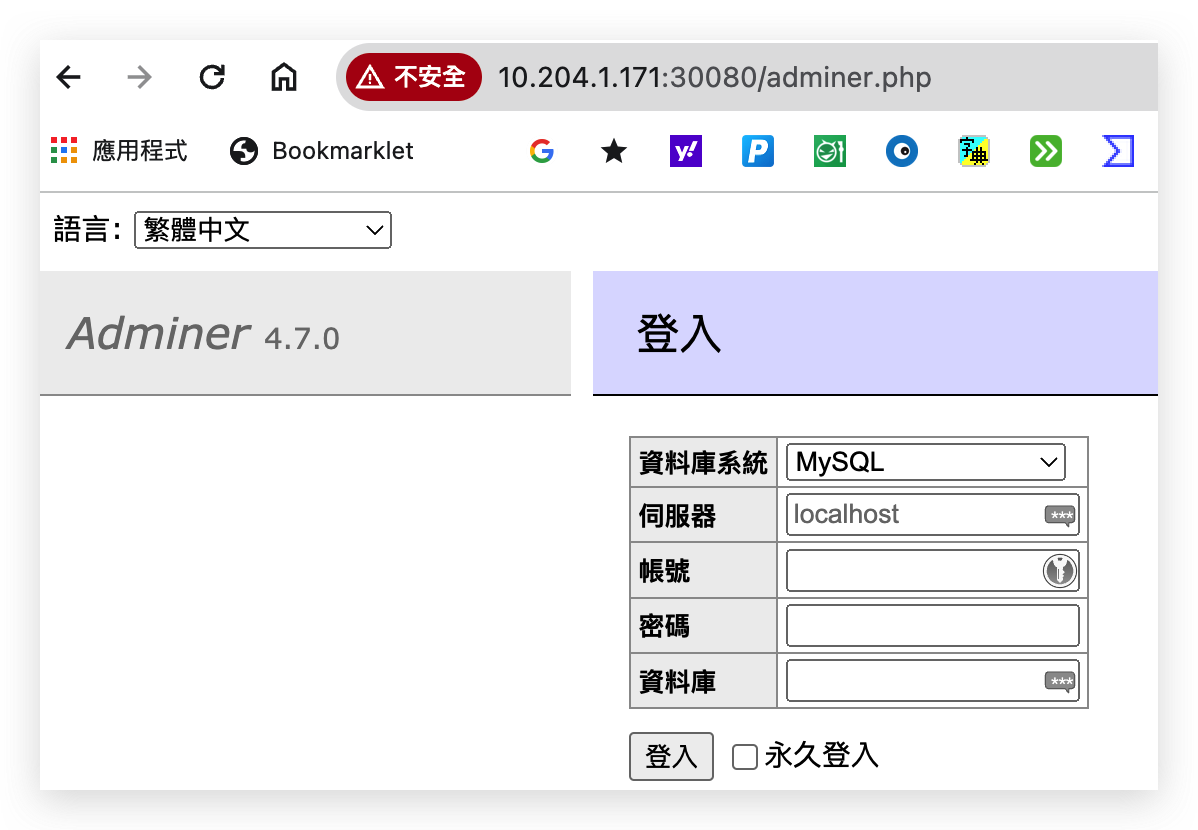 不安全 10.204.1.171:30080/adminer.php
應用程式 Bookmarklet G y! P 字典
語言: 繁體中文
Adminer 4.7.0
登入
資料庫系統 MySQL
伺服器 localhost
帳號
密碼
資料庫
登入 永久登入